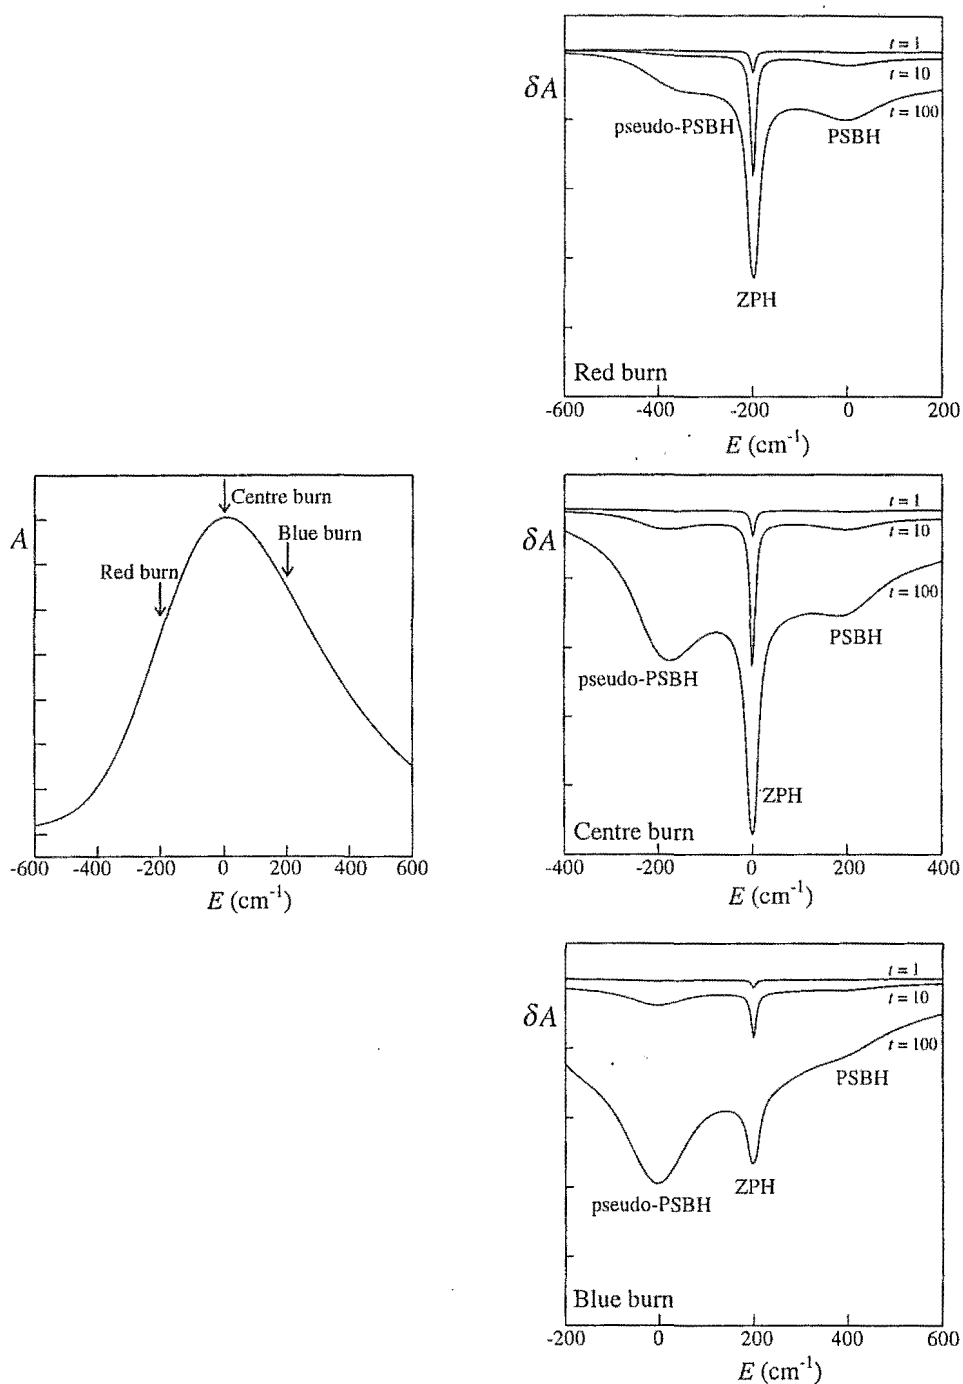 δA
t = 1
t = 10
t = 100
pseudo-PSBH
PSBH
ZPH
Red burn
-600 -400 -200 0 200
E (cm⁻¹)
A
Centre burn
Blue burn
Red burn
-600 -400 -200 0 200 400 600
E (cm⁻¹)
δA
t = 1
t = 10
t = 100
pseudo-PSBH
PSBH
ZPH
Centre burn
-400 -200 0 200 400
E (cm⁻¹)
δA
t = 1
t = 10
t = 100
PSBH
pseudo-PSBH
ZPH
Blue burn
-200 0 200 400 600
E (cm⁻¹)